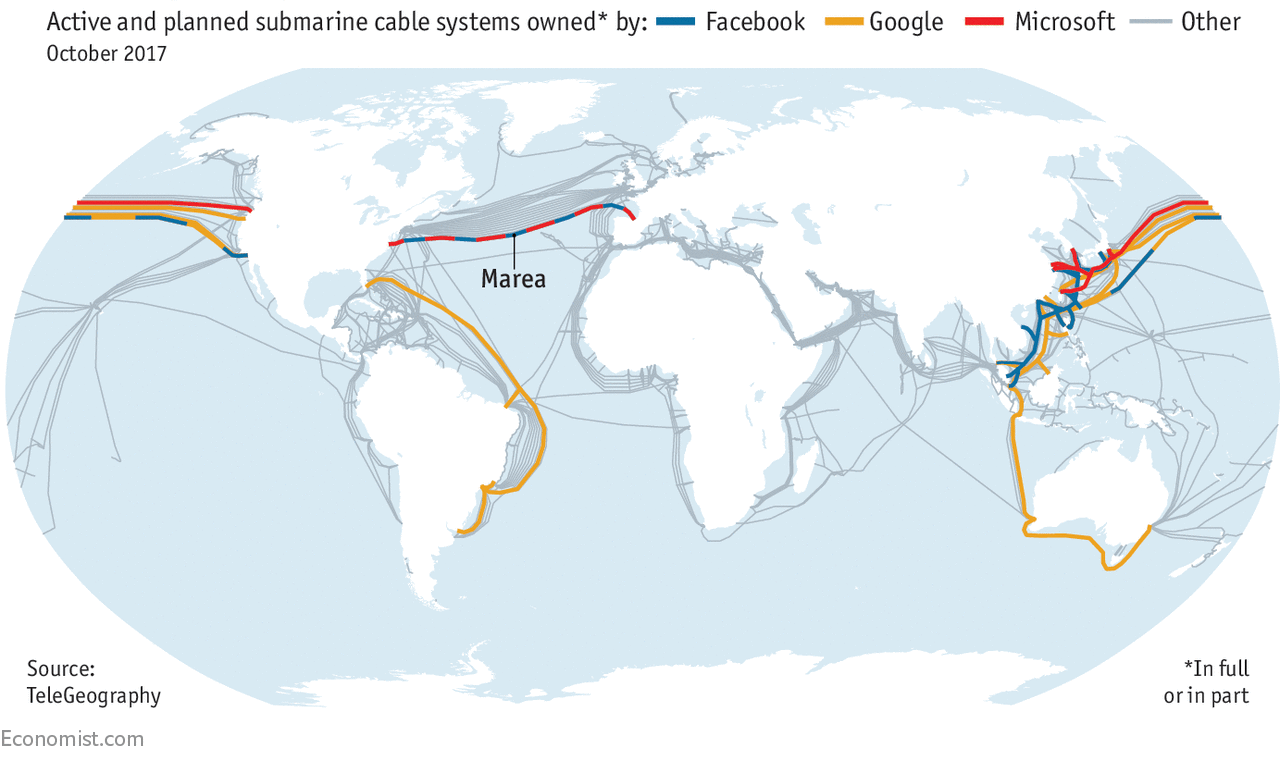 Active and planned submarine cable systems owned* by: Facebook Google Microsoft Other
October 2017
Marea
Source:
TeleGeography
*In full
or in part
Economist.com